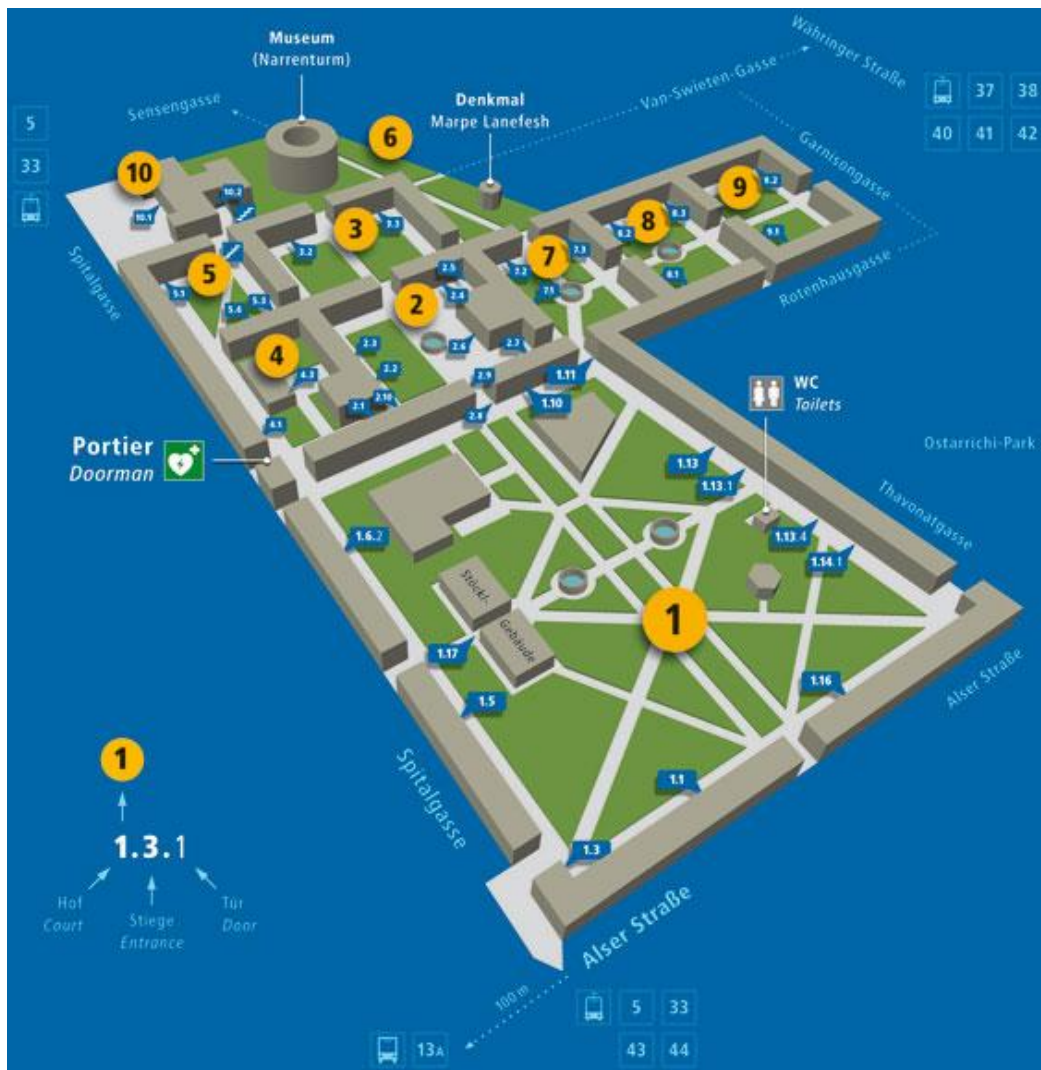 Museum
(Narrenturm)
Sensengasse
Denkmal
Marpe Lanefesh
Van-Swieten-Gasse
Währinger Straße
Garnisongasse
Rotenhausgasse
5
33
37
38
40
41
42
10
6
9
3
8
5
7
2
4
10.2
10.1
3.2
3.3
5.1
5.3
4.3
4.1
2.5
2.4
2.6
2.7
2.3
2.2
2.1
2.10
2.9
2.8
7.2
7.3
7.1
8.2
8.3
8.1
9.1
1.11
1.10
Spitalgasse
Portier
Doorman
WC
Toilets
Ostarrichi-Park
Thavonatgasse
1.13
1.13.1
1.13.4
1.14.1
1.6.2
Stöckl-
Gebäude
1
1.17
1.5
1.16
Alser Straße
1.1
1.3
Spitalgasse
Alser Straße
1
1.3.1
Hof
Court
Stiege
Entrance
Tür
Door
100 m
13A
5
33
43
44